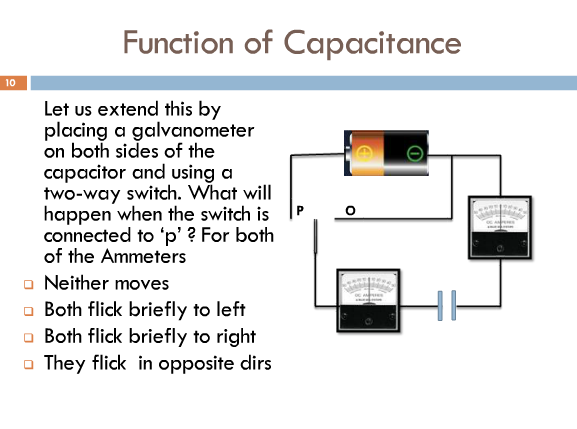 Function of Capacitance
10
Let us extend this by
placing a galvanometer
on both sides of the
capacitor and using a
two-way switch. What will
happen when the switch is
connected to ‘p’ ? For both
of the Ammeters
Neither moves
Both flick briefly to left
Both flick briefly to right
They flick in opposite dirs
P
O